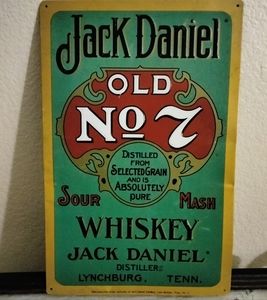 Jack Daniel
OLD
No 7
DISTILLED
FROM
SELECTED GRAIN
AND IS
ABSOLUTELY
PURE
SOUR MASH
WHISKEY
JACK DANIEL
DISTILLERY
LYNCHBURG, TENN.